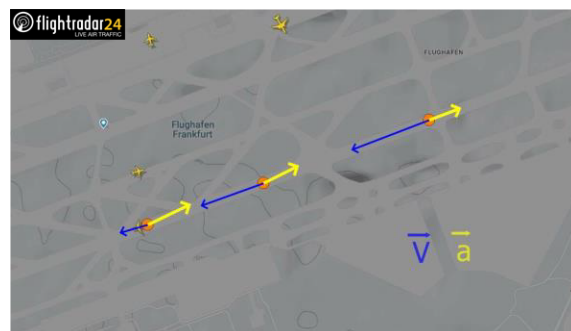 flightradar24
LIVE AIR TRAFFIC
FLUGHAFEN
Flughafen
Frankfurt
V a